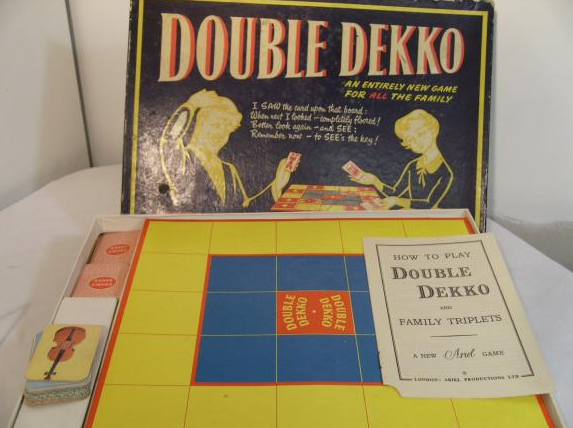 DOUBLE DEKKO
AN ENTIRELY NEW GAME
FOR ALL THE FAMILY
I SAW the card upon that board:
When next I looked - completely floored!
Better look again - and SEE:
Remember now - to SEE's the key!
DOUBLE
DEKKO
DOUBLE
DEKKO
HOW TO PLAY
DOUBLE
DEKKO
AND
FAMILY TRIPLETS
A NEW Ariel GAME
LONDON: ARIEL PRODUCTIONS LTD